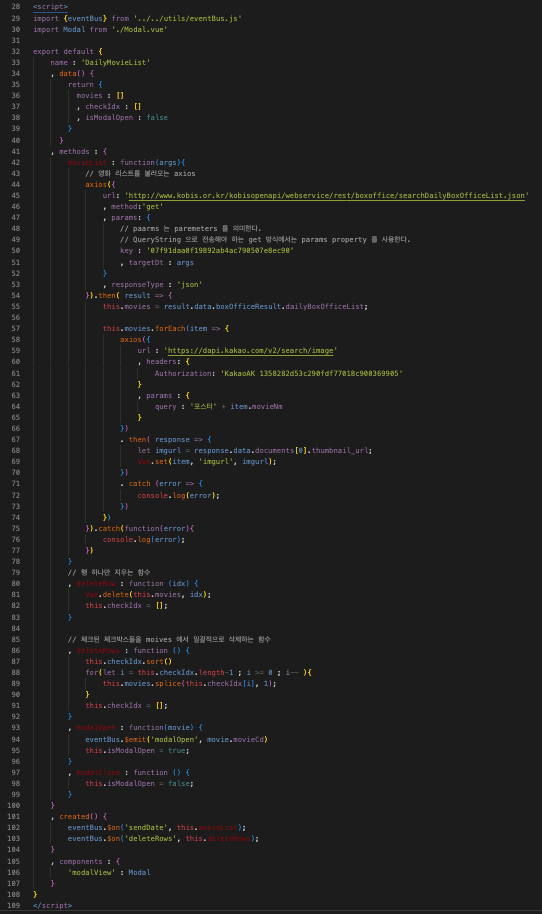 28 <script>
29 import {eventBus} from '../../utils/eventBus.js'
30 import Modal from './Modal.vue'
31
32 export default {
33 name : 'DailyMovieList'
34 , data() {
35 return {
36 movies : []
37 , checkIdx : []
38 , isModalOpen : false
39 }
40 }
41 , methods : {
42 movieList : function(args){
43 // 영화 리스트를 불러오는 axios
44 axios({
45 url: 'http://www.kobis.or.kr/kobisopenapi/webservice/rest/boxoffice/searchDailyBoxOfficeList.json'
46 , method:'get'
47 , params: {
48 // paarms 는 paremeters 를 의미한다.
49 // QueryString 으로 전송해야 하는 get 방식에서는 params property 를 사용한다.
50 key : '07f91daa0f19892ab4ac790507e8ec90'
51 , targetDt : args
52 }
53 , responseType : 'json'
54 }).then( result => {
55 this.movies = result.data.boxOfficeResult.dailyBoxOfficeList;
56
57 this.movies.forEach(item => {
58 axios({
59 url : 'https://dapi.kakao.com/v2/search/image'
60 , headers: {
61 Authorization: 'KakaoAK 1358282d53c290fdf77018c900369905'
62 }
63 , params : {
64 query : "포스터" + item.movieNm
65 }
66 })
67 . then( response => {
68 let imgurl = response.data.documents[0].thumbnail_url;
69 Vue.set(item, 'imgurl', imgurl);
70 })
71 . catch (error => {
72 console.log(error);
73 })
74 })
75 }).catch(function(error){
76 console.log(error);
77 })
78 }
79 // 행 하나만 지우는 함수
80 , deleteRow : function (idx) {
81 Vue.delete(this.movies, idx);
82 this.checkIdx = [];
83 }
84
85 // 체크된 체크박스들을 moives 에서 일괄적으로 삭제하는 함수
86 , deleteRows : function () {
87 this.checkIdx.sort()
88 for(let i = this.checkIdx.length-1 ; i >= 0 ; i-- ){
89 this.movies.splice(this.checkIdx[i], 1);
90 }
91 this.checkIdx = [];
92 }
93 , modalOpen : function(movie) {
94 eventBus.$emit('modalOpen', movie.movieCd)
95 this.isModalOpen = true;
96 }
97 , modalClose : function () {
98 this.isModalOpen = false;
99 }
100 }
101 , created() {
102 eventBus.$on('sendDate', this.movieList);
103 eventBus.$on('deleteRows', this.deleteRows);
104 }
105 , components : {
106 'modalView' : Modal
107 }
108 }
109 </script>